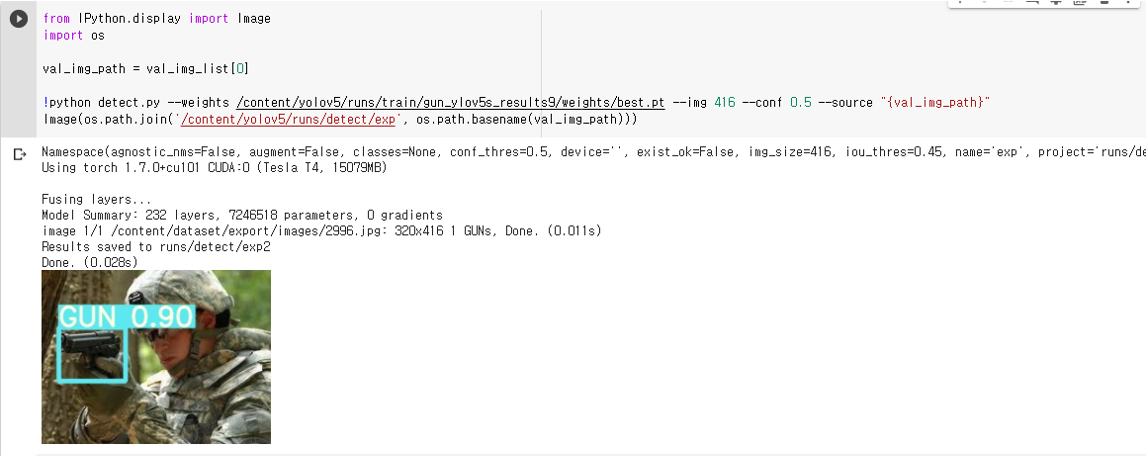 from IPython.display import Image
import os
val_img_path = val_img_list[0]
!python detect.py --weights /content/yolov5/runs/train/gun_ylov5s_results9/weights/best.pt --img 416 --conf 0.5 --source "{val_img_path}"
Image(os.path.join('/content/yolov5/runs/detect/exp', os.path.basename(val_img_path)))
Namespace(agnostic_nms=False, augment=False, classes=None, conf_thres=0.5, device='', exist_ok=False, img_size=416, iou_thres=0.45, name='exp', project='runs/de
Using torch 1.7.0+cu101 CUDA:0 (Tesla T4, 15079MB)
Fusing layers...
Model Summary: 232 layers, 7246518 parameters, 0 gradients
image 1/1 /content/dataset/export/images/2996.jpg: 320x416 1 GUNs, Done. (0.011s)
Results saved to runs/detect/exp2
Done. (0.028s)
GUN 0.90